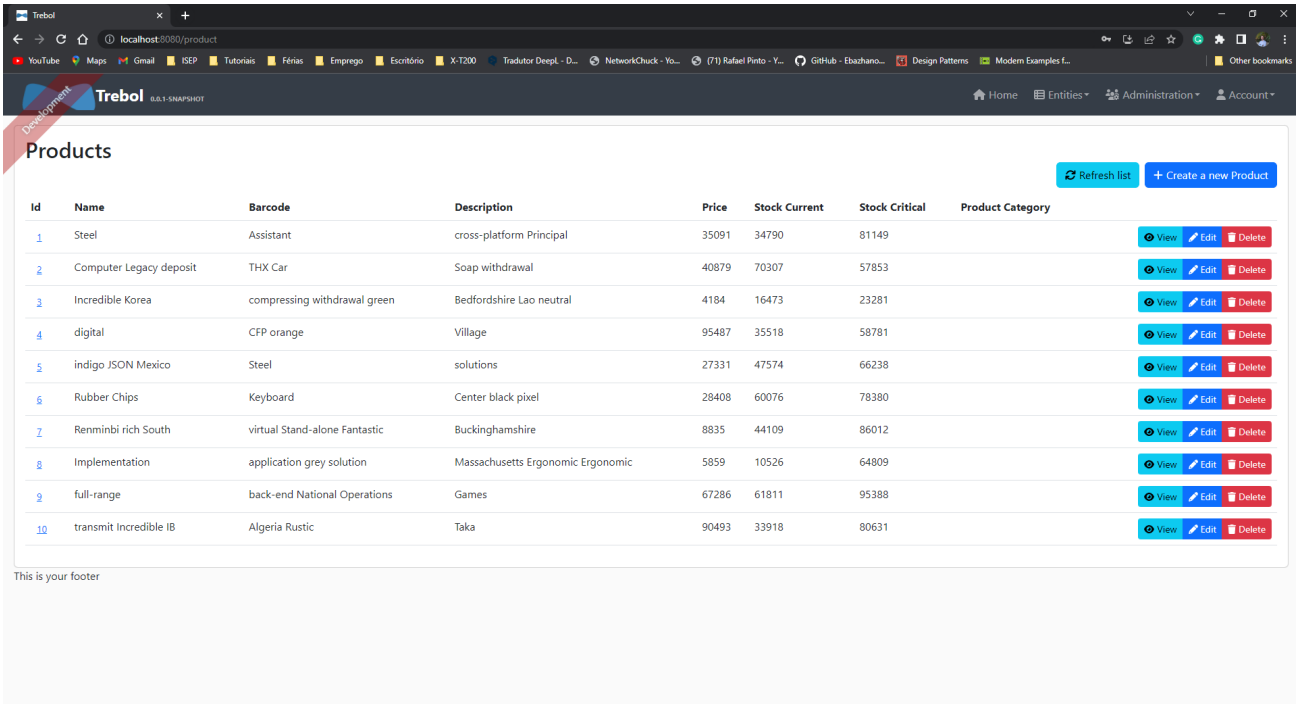 Trebol
localhost:8080/product
YouTube Maps Gmail ISEP Tutoriais Férias Emprego Escritório X-T200 Tradutor DeepL - D... NetworkChuck - Yo... (71) Rafael Pinto - Y... GitHub - Ebazhano... Design Patterns Modern Examples f... Other bookmarks
Development
Trebol 0.0.1-SNAPSHOT Home Entities Administration Account
Products
Refresh list + Create a new Product
Id Name Barcode Description Price Stock Current Stock Critical Product Category
1 Steel Assistant cross-platform Principal 35091 34790 81149 View Edit Delete
2 Computer Legacy deposit THX Car Soap withdrawal 40879 70307 57853 View Edit Delete
3 Incredible Korea compressing withdrawal green Bedfordshire Lao neutral 4184 16473 23281 View Edit Delete
4 digital CFP orange Village 95487 35518 58781 View Edit Delete
5 indigo JSON Mexico Steel solutions 27331 47574 66238 View Edit Delete
6 Rubber Chips Keyboard Center black pixel 28408 60076 78380 View Edit Delete
7 Renminbi rich South virtual Stand-alone Fantastic Buckinghamshire 8835 44109 86012 View Edit Delete
8 Implementation application grey solution Massachusetts Ergonomic Ergonomic 5859 10526 64809 View Edit Delete
9 full-range back-end National Operations Games 67286 61811 95388 View Edit Delete
10 transmit Incredible IB Algeria Rustic Taka 90493 33918 80631 View Edit Delete
This is your footer